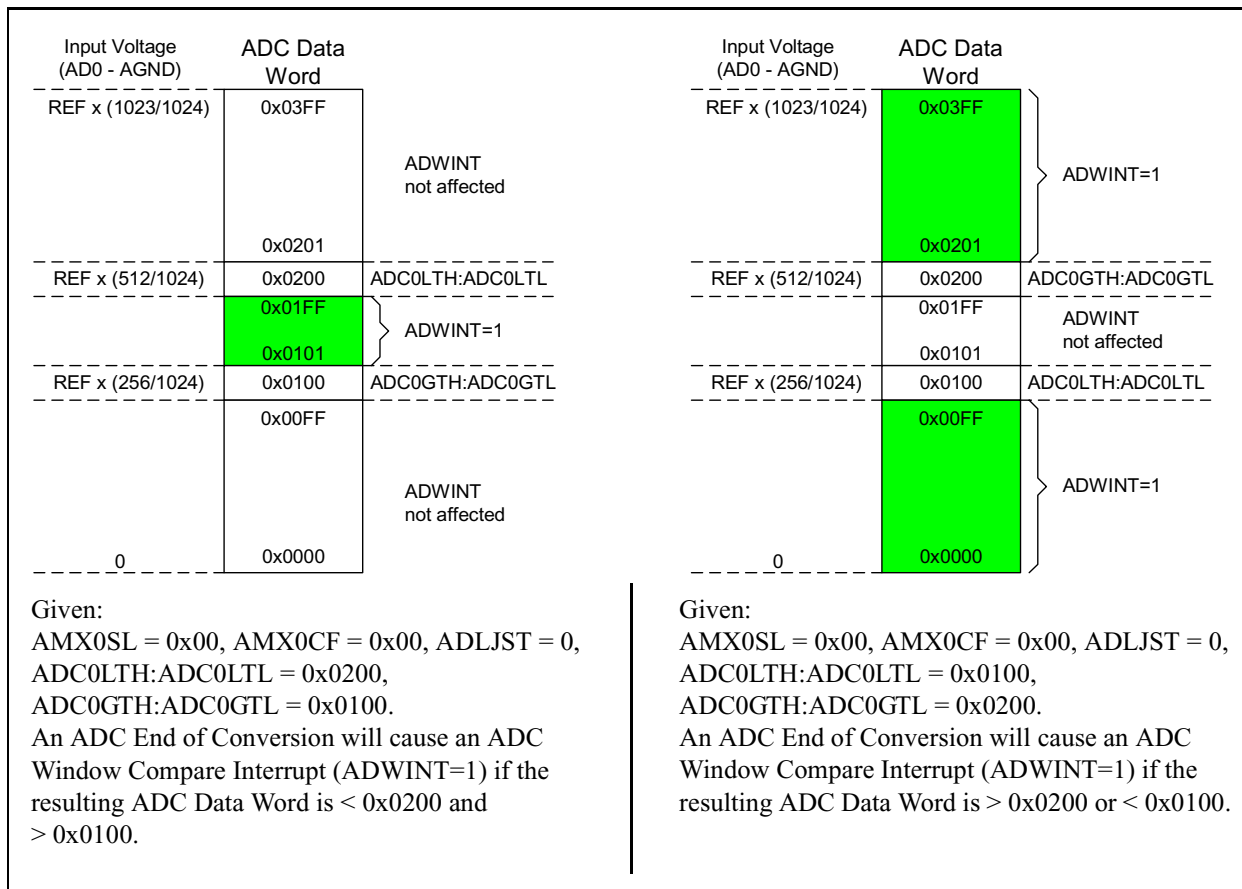 Input Voltage
(AD0 - AGND)
ADC Data
Word
REF x (1023/1024)
0x03FF
ADWINT
not affected
0x0201
REF x (512/1024)
0x0200
ADC0LTH:ADC0LTL
0x01FF
ADWINT=1
0x0101
REF x (256/1024)
0x0100
ADC0GTH:ADC0GTL
0x00FF
ADWINT
not affected
0
0x0000
Given:
AMX0SL = 0x00, AMX0CF = 0x00, ADLJST = 0,
ADC0LTH:ADC0LTL = 0x0200,
ADC0GTH:ADC0GTL = 0x0100.
An ADC End of Conversion will cause an ADC
Window Compare Interrupt (ADWINT=1) if the
resulting ADC Data Word is < 0x0200 and
> 0x0100.
Input Voltage
(AD0 - AGND)
ADC Data
Word
REF x (1023/1024)
0x03FF
ADWINT=1
0x0201
REF x (512/1024)
0x0200
ADC0GTH:ADC0GTL
0x01FF
ADWINT
not affected
0x0101
REF x (256/1024)
0x0100
ADC0LTH:ADC0LTL
0x00FF
ADWINT=1
0
0x0000
Given:
AMX0SL = 0x00, AMX0CF = 0x00, ADLJST = 0,
ADC0LTH:ADC0LTL = 0x0100,
ADC0GTH:ADC0GTL = 0x0200.
An ADC End of Conversion will cause an ADC
Window Compare Interrupt (ADWINT=1) if the
resulting ADC Data Word is > 0x0200 or < 0x0100.